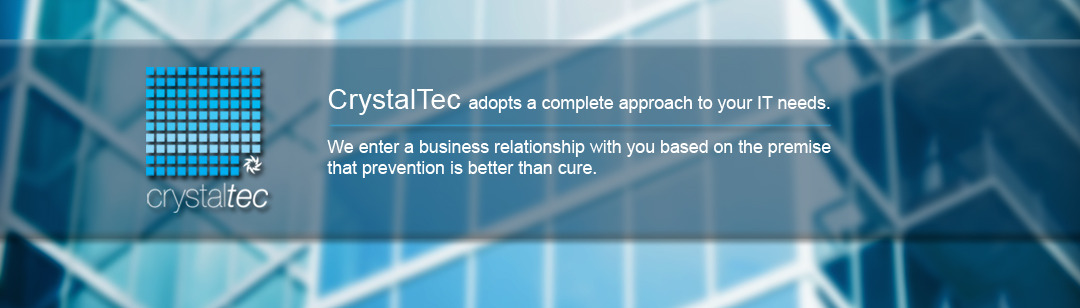 CrystalTec adopts a complete approach to your IT needs.
We enter a business relationship with you based on the premise
that prevention is better than cure.
crystaltec